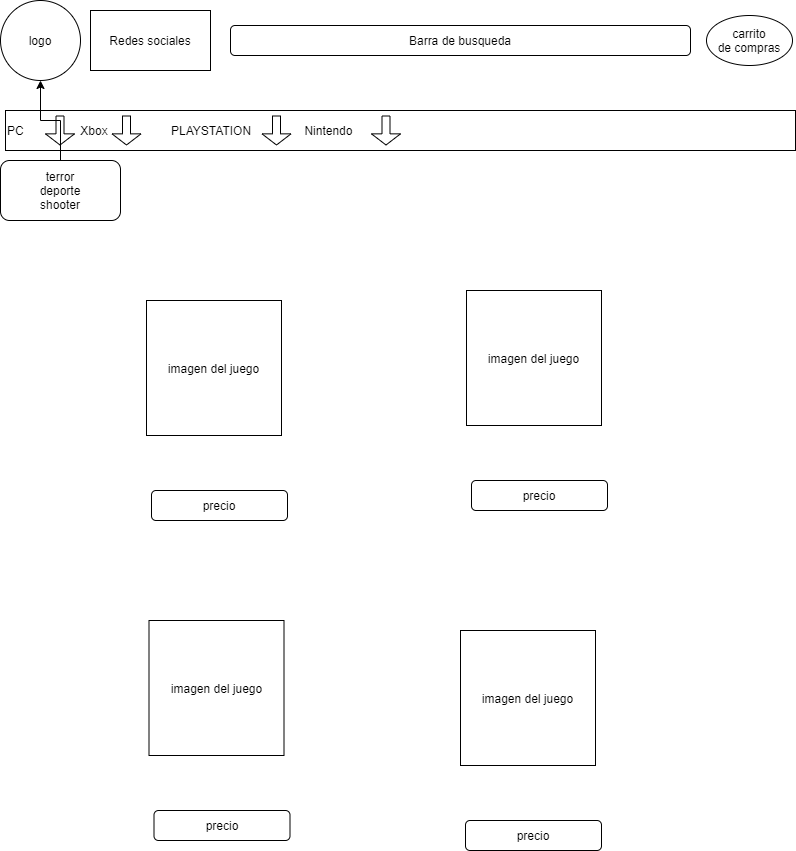 logo
Redes sociales
Barra de busqueda
carrito
de compras
PC
Xbox
PLAYSTATION
Nintendo
terror
deporte
shooter
imagen del juego
imagen del juego
precio
precio
imagen del juego
imagen del juego
precio
precio